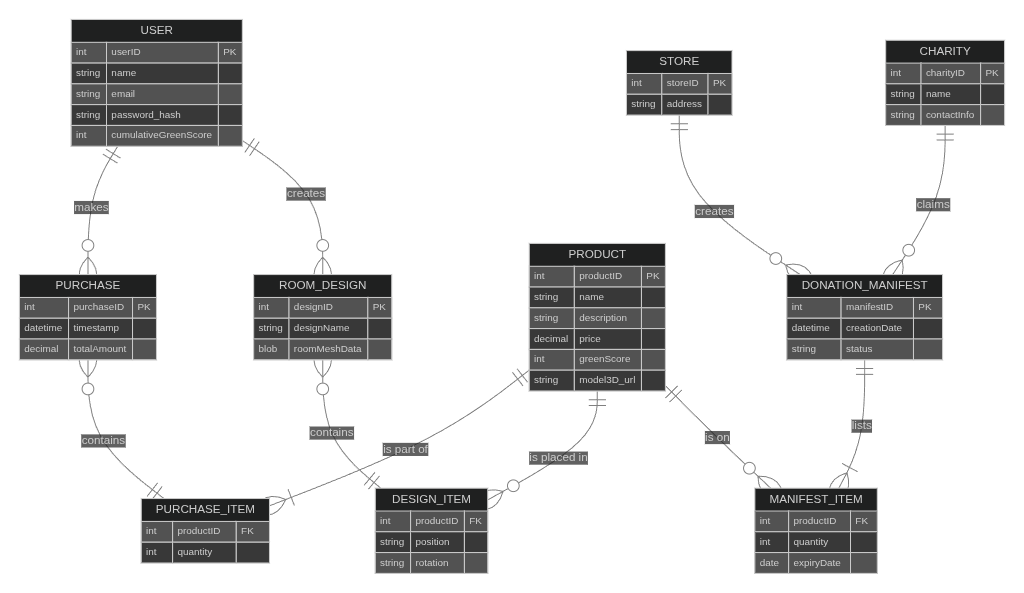 USER
int userID PK
string name
string email
string password_hash
int cumulativeGreenScore
STORE
int storeID PK
string address
CHARITY
int charityID PK
string name
string contactInfo
makes
creates
creates
claims
PURCHASE
int purchaseID PK
datetime timestamp
decimal totalAmount
ROOM_DESIGN
int designID PK
string designName
blob roomMeshData
PRODUCT
int productID PK
string name
string description
decimal price
int greenScore
string model3D_url
DONATION_MANIFEST
int manifestID PK
datetime creationDate
string status
contains
contains
is part of
is placed in
is on
lists
PURCHASE_ITEM
int productID FK
int quantity
DESIGN_ITEM
int productID FK
string position
string rotation
MANIFEST_ITEM
int productID FK
int quantity
date expiryDate